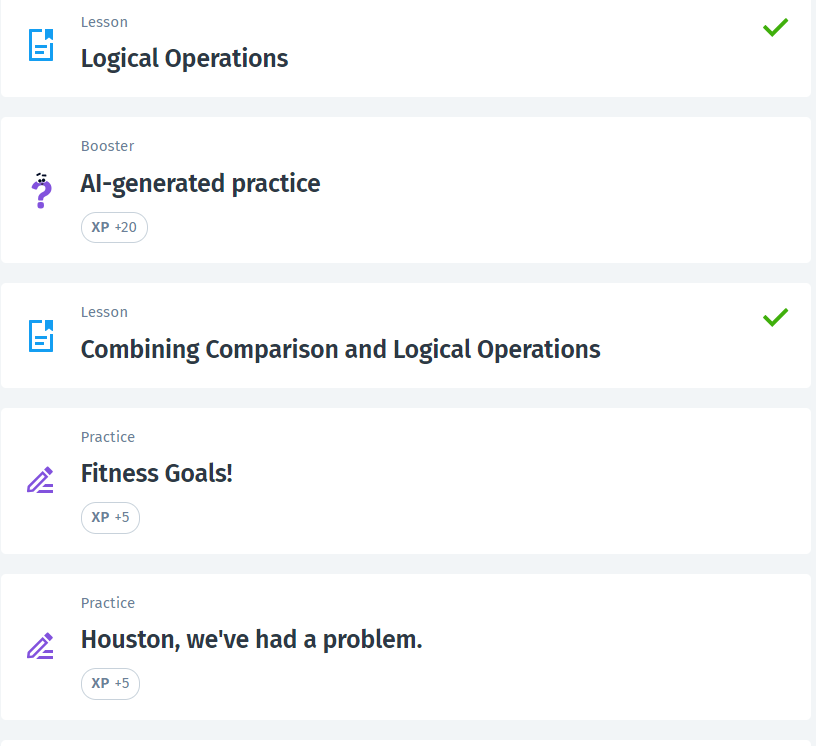 Lesson
Logical Operations
Booster
AI-generated practice
XP +20
Lesson
Combining Comparison and Logical Operations
Practice
Fitness Goals!
XP +5
Practice
Houston, we've had a problem.
XP +5